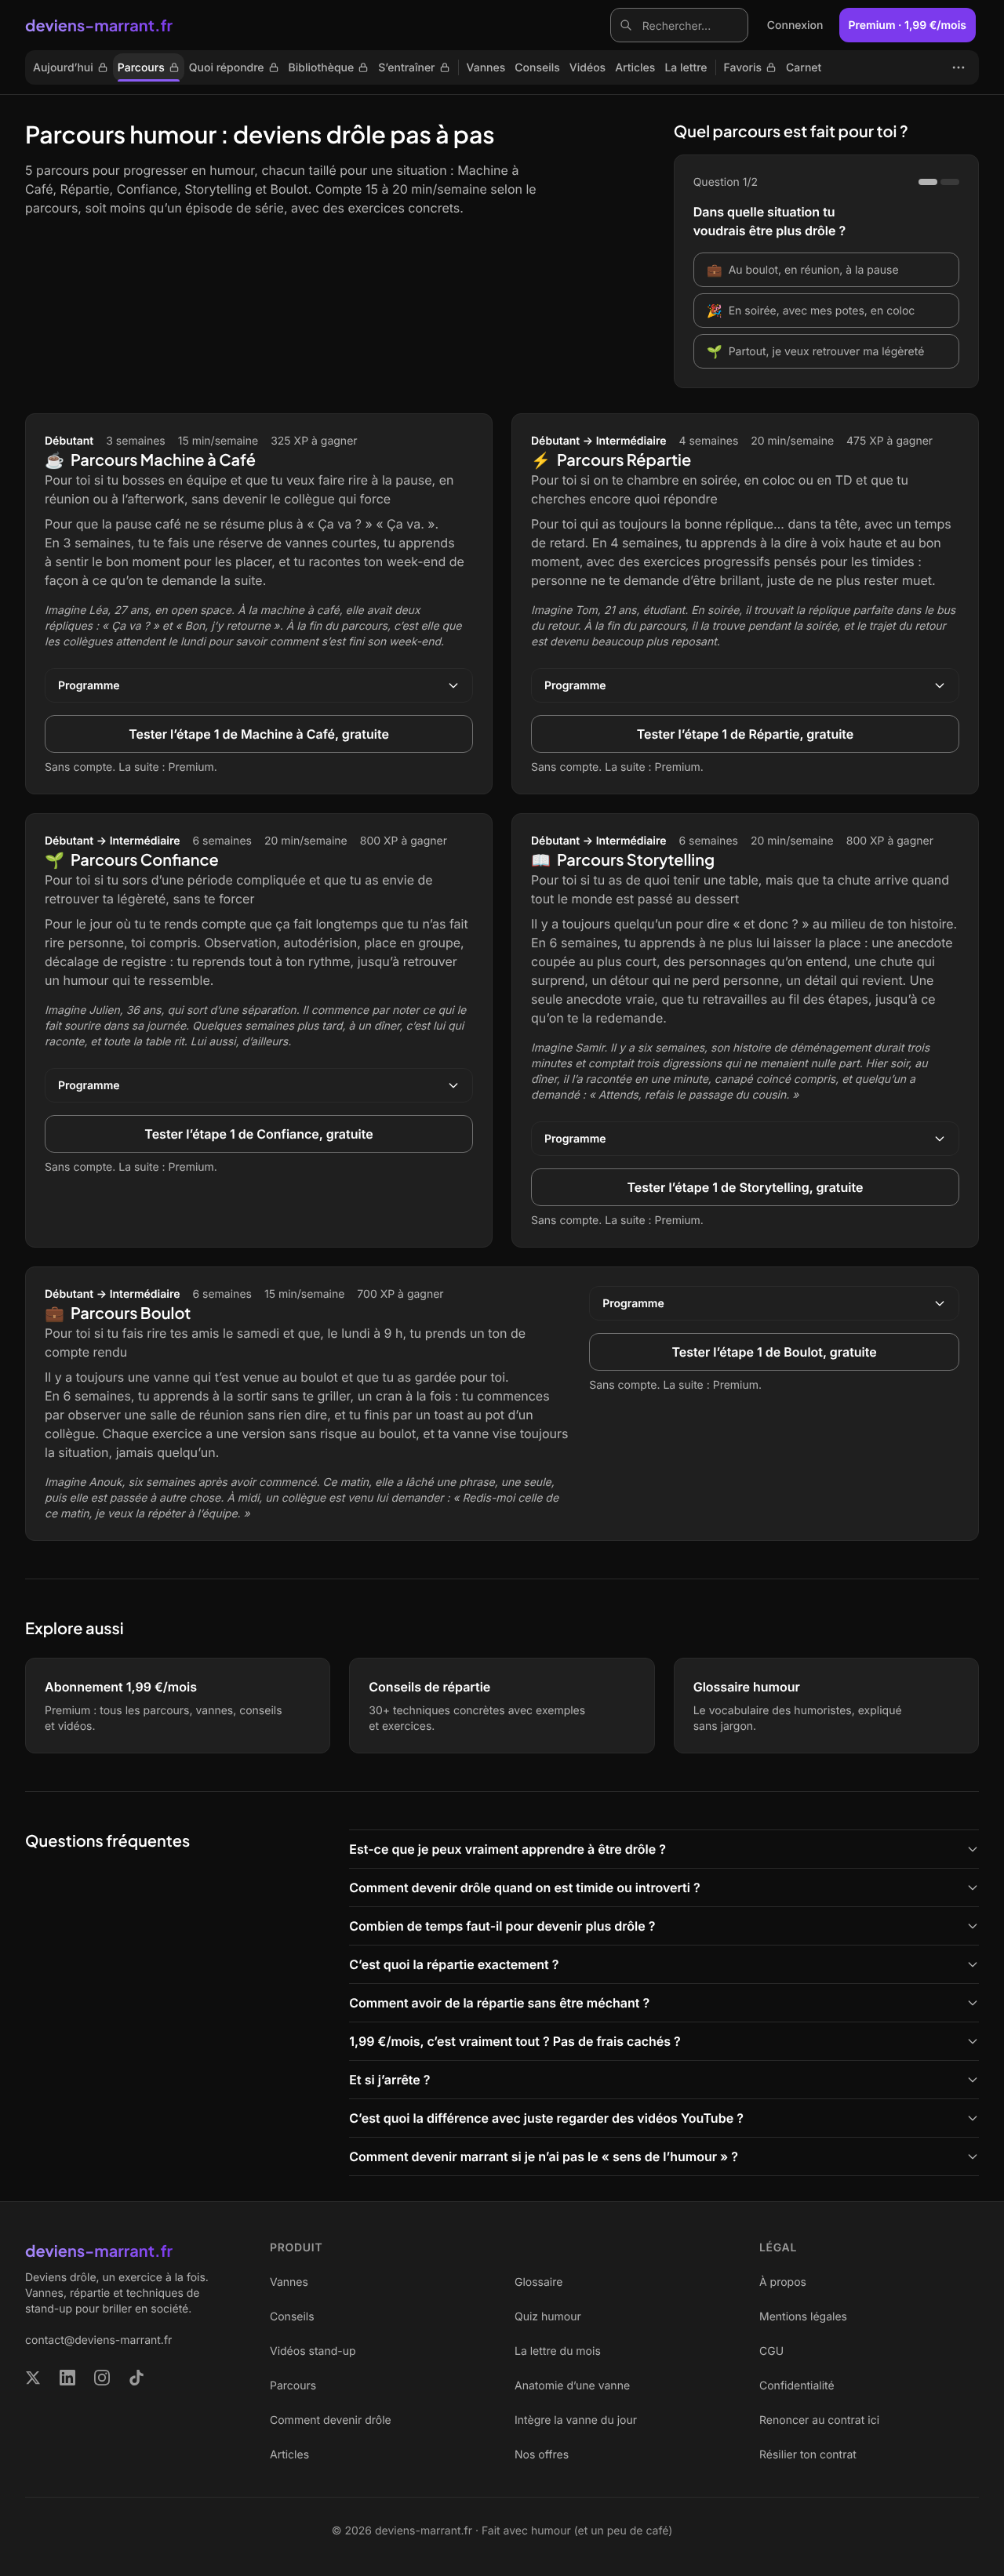 deviens-marrant.fr
Rechercher...
Connexion
Premium · 1,99 €/mois
Aujourd’hui
Parcours
Quoi répondre
Bibliothèque
S’entraîner
Vannes
Conseils
Vidéos
Articles
La lettre
Favoris
Carnet
Parcours humour : deviens drôle pas à pas
5 parcours pour progresser en humour, chacun taillé pour une situation : Machine à
Café, Répartie, Confiance, Storytelling et Boulot. Compte 15 à 20 min/semaine selon le
parcours, soit moins qu’un épisode de série, avec des exercices concrets.
Quel parcours est fait pour toi ?
Question 1/2
Dans quelle situation tu
voudrais être plus drôle ?
Au boulot, en réunion, à la pause
En soirée, avec mes potes, en coloc
Partout, je veux retrouver ma légèreté
Débutant 3 semaines 15 min/semaine 325 XP à gagner
Parcours Machine à Café
Pour toi si tu bosses en équipe et que tu veux faire rire à la pause, en
réunion ou à l’afterwork, sans devenir le collègue qui force
Pour que la pause café ne se résume plus à « Ça va ? » « Ça va. ».
En 3 semaines, tu te fais une réserve de vannes courtes, tu apprends
à sentir le bon moment pour les placer, et tu racontes ton week-end de
façon à ce qu’on te demande la suite.
Imagine Léa, 27 ans, en open space. À la machine à café, elle avait deux
répliques : « Ça va ? » et « Bon, j’y retourne ». À la fin du parcours, c’est elle que
les collègues attendent le lundi pour savoir comment s’est fini son week-end.
Programme
Tester l’étape 1 de Machine à Café, gratuite
Sans compte. La suite : Premium.
Débutant → Intermédiaire 4 semaines 20 min/semaine 475 XP à gagner
Parcours Répartie
Pour toi si on te chambre en soirée, en coloc ou en TD et que tu
cherches encore quoi répondre
Pour toi qui as toujours la bonne réplique... dans ta tête, avec un temps
de retard. En 4 semaines, tu apprends à la dire à voix haute et au bon
moment, avec des exercices progressifs pensés pour les timides :
personne ne te demande d’être brillant, juste de ne plus rester muet.
Imagine Tom, 21 ans, étudiant. En soirée, il trouvait la réplique parfaite dans le bus
du retour. À la fin du parcours, il la trouve pendant la soirée, et le trajet du retour
est devenu beaucoup plus reposant.
Programme
Tester l’étape 1 de Répartie, gratuite
Sans compte. La suite : Premium.
Débutant → Intermédiaire 6 semaines 20 min/semaine 800 XP à gagner
Parcours Confiance
Pour toi si tu sors d’une période compliquée et que tu as envie de
retrouver ta légèreté, sans te forcer
Pour le jour où tu te rends compte que ça fait longtemps que tu n’as fait
rire personne, toi compris. Observation, autodérision, place en groupe,
décalage de registre : tu reprends tout à ton rythme, jusqu’à retrouver
un humour qui te ressemble.
Imagine Julien, 36 ans, qui sort d’une séparation. Il commence par noter ce qui le
fait sourire dans sa journée. Quelques semaines plus tard, à un dîner, c’est lui qui
raconte, et toute la table rit. Lui aussi, d’ailleurs.
Programme
Tester l’étape 1 de Confiance, gratuite
Sans compte. La suite : Premium.
Débutant → Intermédiaire 6 semaines 20 min/semaine 800 XP à gagner
Parcours Storytelling
Pour toi si tu as de quoi tenir une table, mais que ta chute arrive quand
tout le monde est passé au dessert
Il y a toujours quelqu’un pour dire « et donc ? » au milieu de ton histoire.
En 6 semaines, tu apprends à ne plus lui laisser la place : une anecdote
coupée au plus court, des personnages qu’on entend, une chute qui
surprend, un détour qui ne perd personne, un détail qui revient. Une
seule anecdote vraie, que tu retravailles au fil des étapes, jusqu’à ce
qu’on te la redemande.
Imagine Samir. Il y a six semaines, son histoire de déménagement durait trois
minutes et comptait trois digressions qui ne menaient nulle part. Hier soir, au
dîner, il l’a racontée en une minute, canapé coincé compris, et quelqu’un a
demandé : « Attends, refais le passage du cousin. »
Programme
Tester l’étape 1 de Storytelling, gratuite
Sans compte. La suite : Premium.
Débutant → Intermédiaire 6 semaines 15 min/semaine 700 XP à gagner
Parcours Boulot
Pour toi si tu fais rire tes amis le samedi et que, le lundi à 9 h, tu prends un ton de
compte rendu
Il y a toujours une vanne qui t’est venue au boulot et que tu as gardée pour toi.
En 6 semaines, tu apprends à la sortir sans te griller, un cran à la fois : tu commences
par observer une salle de réunion sans rien dire, et tu finis par un toast au pot d’un
collègue. Chaque exercice a une version sans risque au boulot, et ta vanne vise toujours
la situation, jamais quelqu’un.
Imagine Anouk, six semaines après avoir commencé. Ce matin, elle a lâché une phrase, une seule,
puis elle est passée à autre chose. À midi, un collègue est venu lui demander : « Redis-moi celle de
ce matin, je veux la répéter à l’équipe. »
Programme
Tester l’étape 1 de Boulot, gratuite
Sans compte. La suite : Premium.
Explore aussi
Abonnement 1,99 €/mois
Premium : tous les parcours, vannes, conseils
et vidéos.
Conseils de répartie
30+ techniques concrètes avec exemples
et exercices.
Glossaire humour
Le vocabulaire des humoristes, expliqué
sans jargon.
Questions fréquentes
Est-ce que je peux vraiment apprendre à être drôle ?
Comment devenir drôle quand on est timide ou introverti ?
Combien de temps faut-il pour devenir plus drôle ?
C’est quoi la répartie exactement ?
Comment avoir de la répartie sans être méchant ?
1,99 €/mois, c’est vraiment tout ? Pas de frais cachés ?
Et si j’arrête ?
C’est quoi la différence avec juste regarder des vidéos YouTube ?
Comment devenir marrant si je n’ai pas le « sens de l’humour » ?
deviens-marrant.fr
Deviens drôle, un exercice à la fois.
Vannes, répartie et techniques de
stand-up pour briller en société.
contact@deviens-marrant.fr
PRODUIT
Vannes
Conseils
Vidéos stand-up
Parcours
Comment devenir drôle
Articles
Glossaire
Quiz humour
La lettre du mois
Anatomie d’une vanne
Intègre la vanne du jour
Nos offres
LÉGAL
À propos
Mentions légales
CGU
Confidentialité
Renoncer au contrat ici
Résilier ton contrat
© 2026 deviens-marrant.fr · Fait avec humour (et un peu de café)